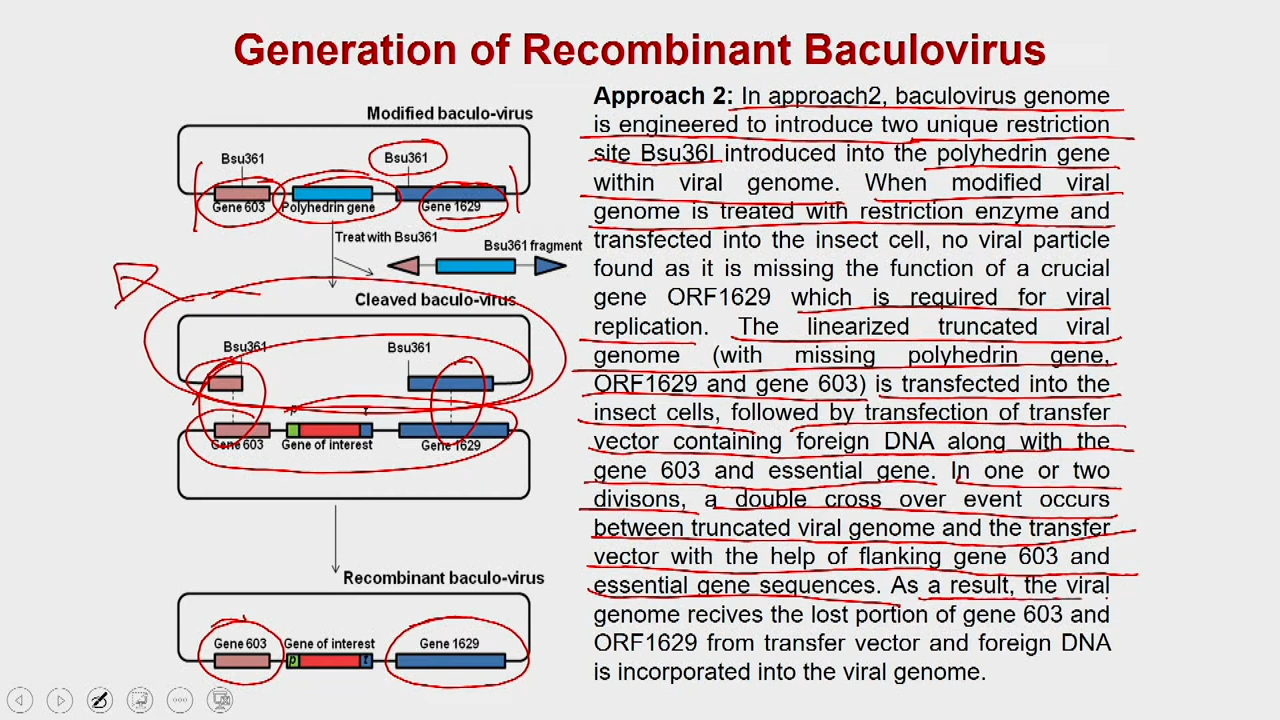 Generation of Recombinant Baculovirus
Modified baculo-virus
Bsu361
Bsu361
Gene 603
Polyhedrin gene
Gene 1629
Treat with Bsu361
Bsu361 fragment
Cleaved baculo-virus
Bsu361
Bsu361
p
t
Gene 603
Gene of interest
Gene 1629
Recombinant baculo-virus
Gene 603
Gene of interest
Gene 1629
p
t
Approach 2: In approach2, baculovirus genome
is engineered to introduce two unique restriction
site Bsu36I introduced into the polyhedrin gene
within viral genome. When modified viral
genome is treated with restriction enzyme and
transfected into the insect cell, no viral particle
found as it is missing the function of a crucial
gene ORF1629 which is required for viral
replication. The linearized truncated viral
genome (with missing polyhedrin gene,
ORF1629 and gene 603) is transfected into the
insect cells, followed by transfection of transfer
vector containing foreign DNA along with the
gene 603 and essential gene. In one or two
divisons, a double cross over event occurs
between truncated viral genome and the transfer
vector with the help of flanking gene 603 and
essential gene sequences. As a result, the viral
genome recives the lost portion of gene 603 and
ORF1629 from transfer vector and foreign DNA
is incorporated into the viral genome.